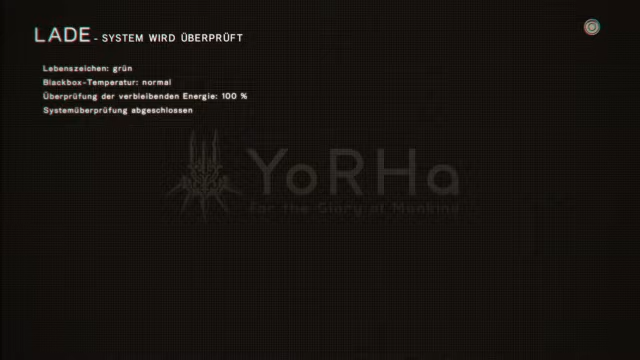 LADE - SYSTEM WIRD ÜBERPRÜFT
Lebenszeichen: grün
Blackbox-Temperatur: normal
Überprüfung der verbleibenden Energie: 100 %
Systemüberprüfung abgeschlossen
YoRHa
For the Glory of Mankind